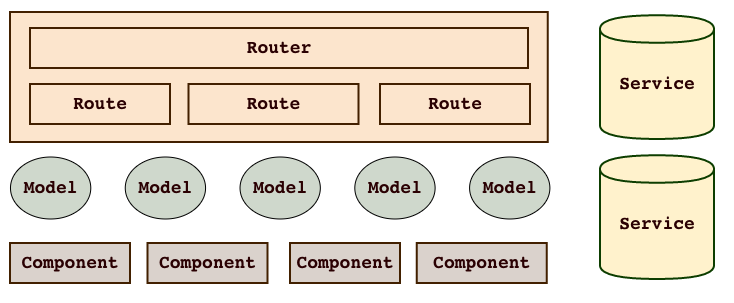 Router
Route Route Route
Service
Model Model Model Model Model
Service
Component Component Component Component